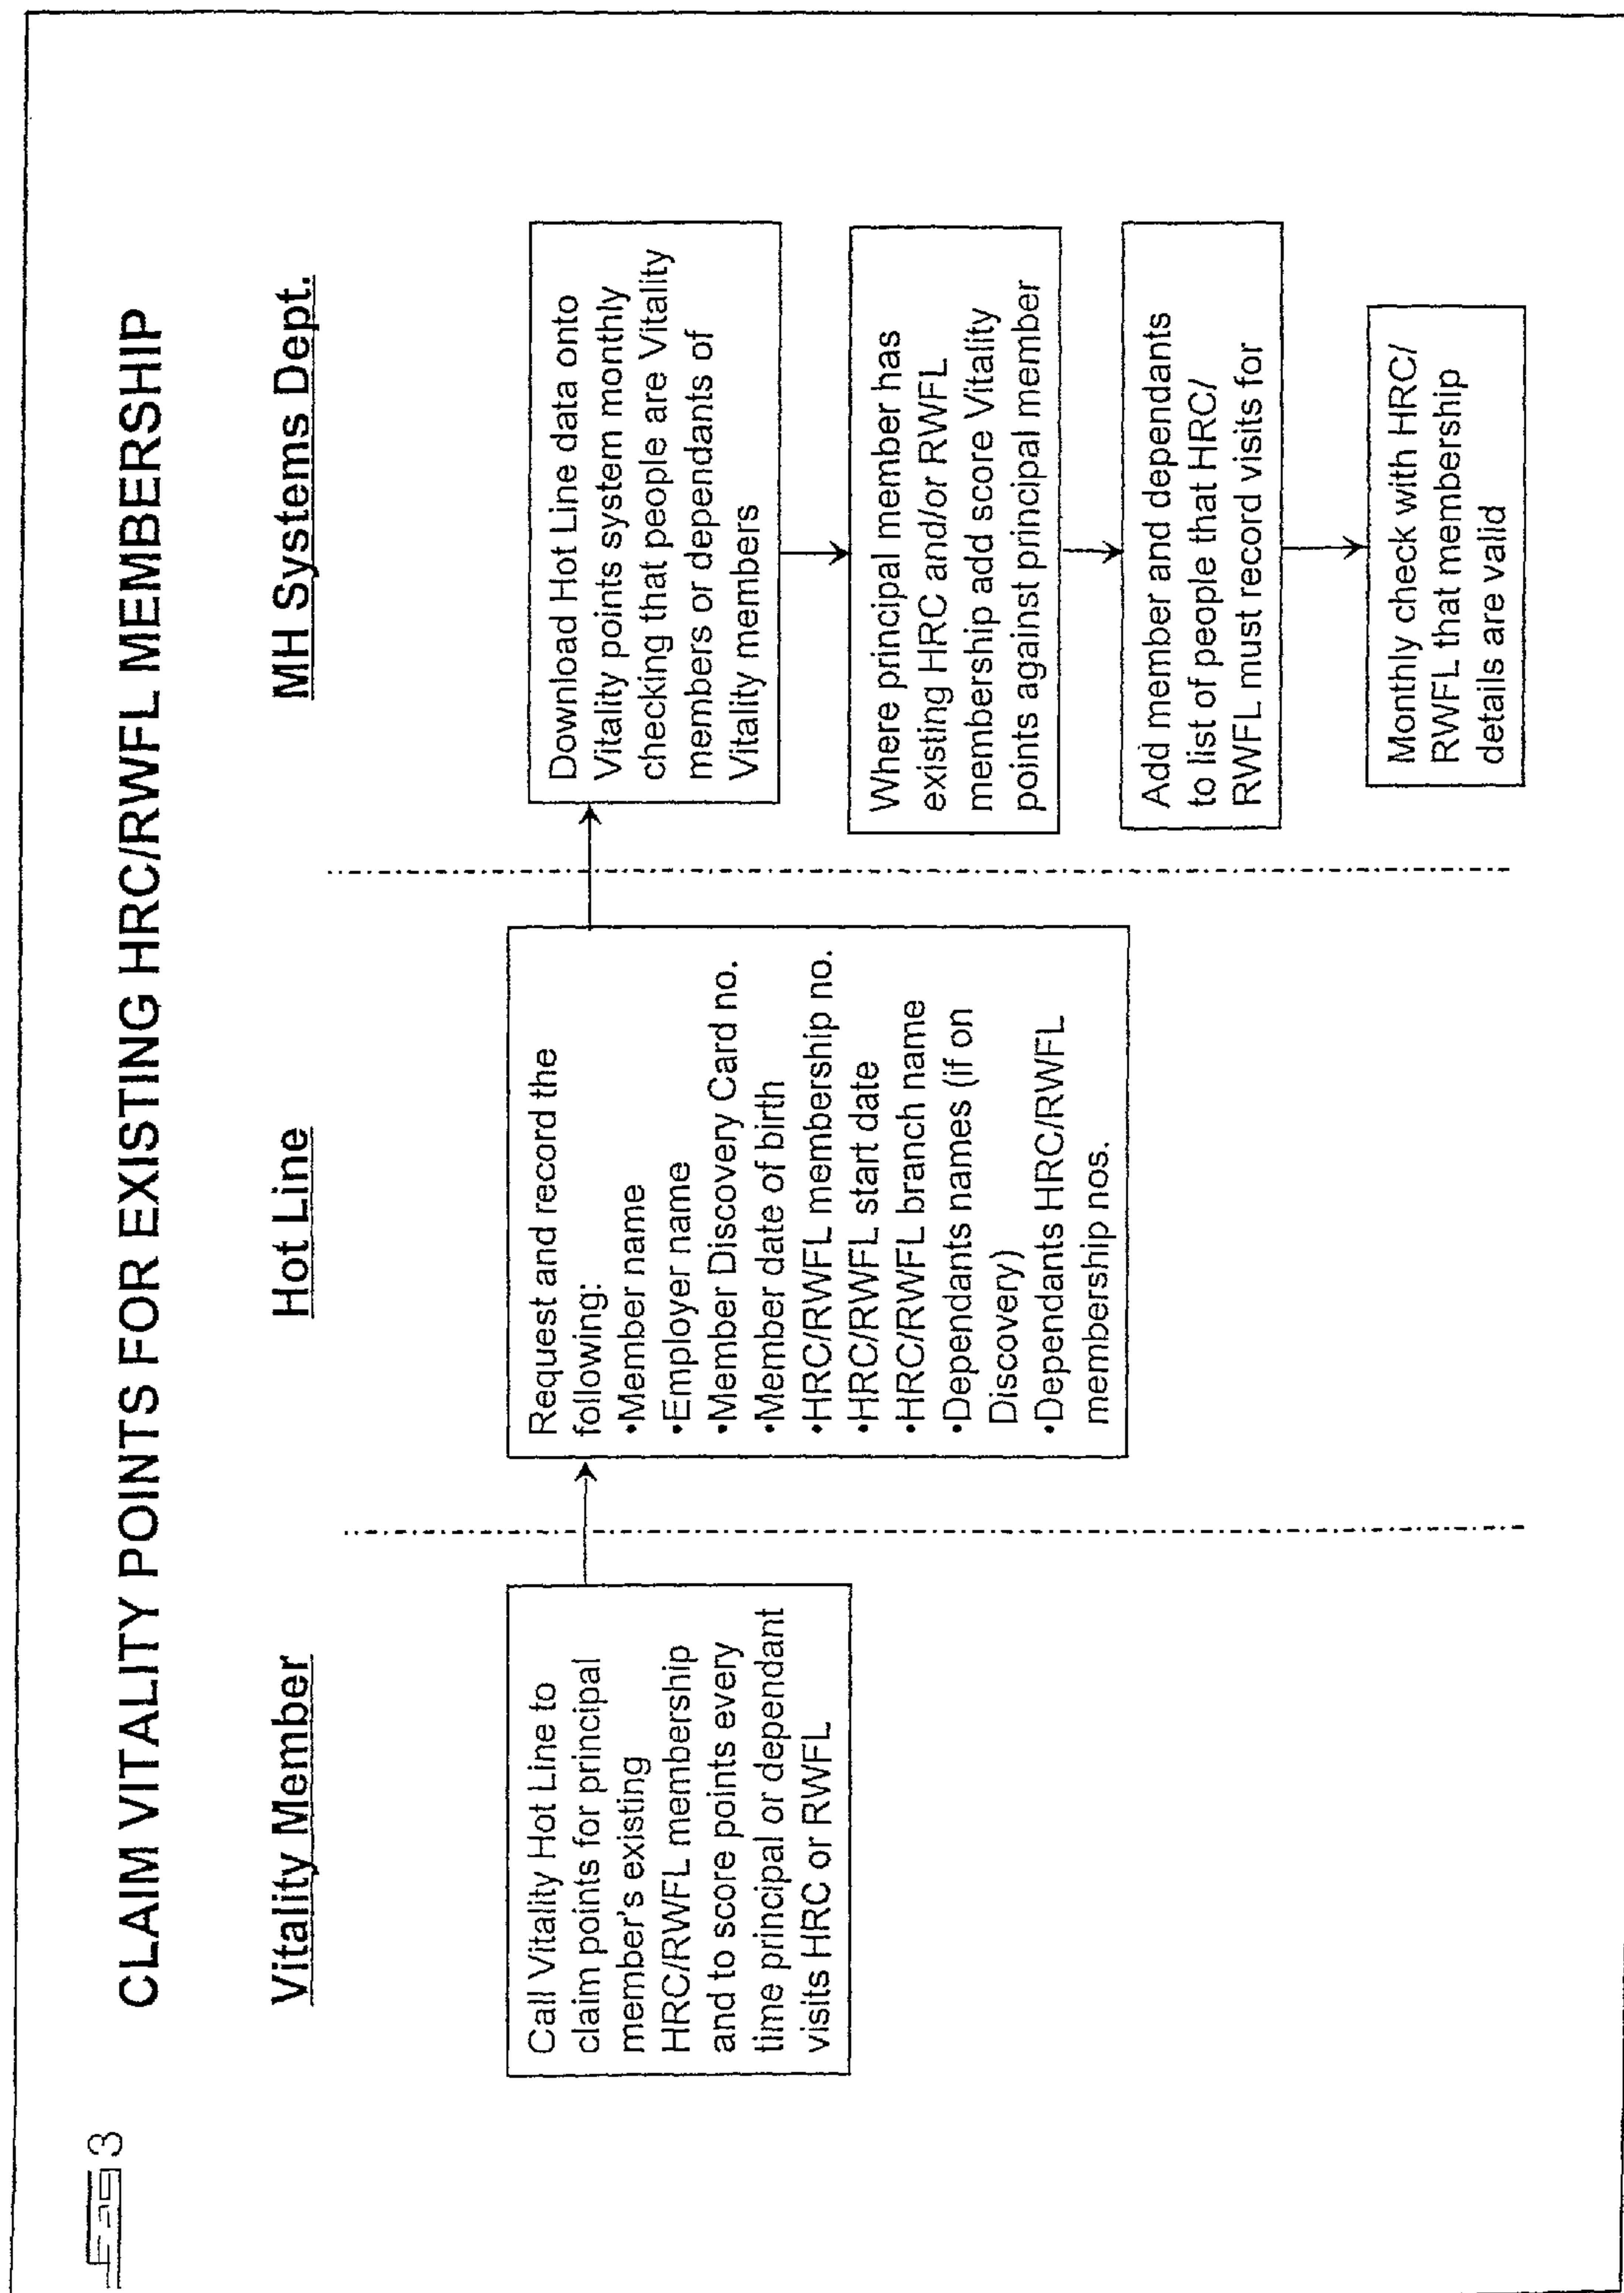 FIG 3
CLAIM VITALITY POINTS FOR EXISTING HRC/RWFL MEMBERSHIP
Vitality Member
Call Vitality Hot Line to
claim points for principal
member's existing
HRC/RWFL membership
and to score points every
time principal or dependant
visits HRC or RWFL
Hot Line
Request and record the
following:
•Member name
•Employer name
•Member Discovery Card no.
•Member date of birth
•HRC/RWFL membership no.
•HRC/RWFL start date
•HRC/RWFL branch name
•Dependants names (if on
Discovery)
•Dependants HRC/RWFL
membership nos.
MH Systems Dept.
Download Hot Line data onto
Vitality points system monthly
checking that people are Vitality
members or dependants of
Vitality members
Where principal member has
existing HRC and/or RWFL
membership add score Vitality
points against principal member
Add member and dependants
to list of people that HRC/
RWFL must record visits for
Monthly check with HRC/
RWFL that membership
details are valid